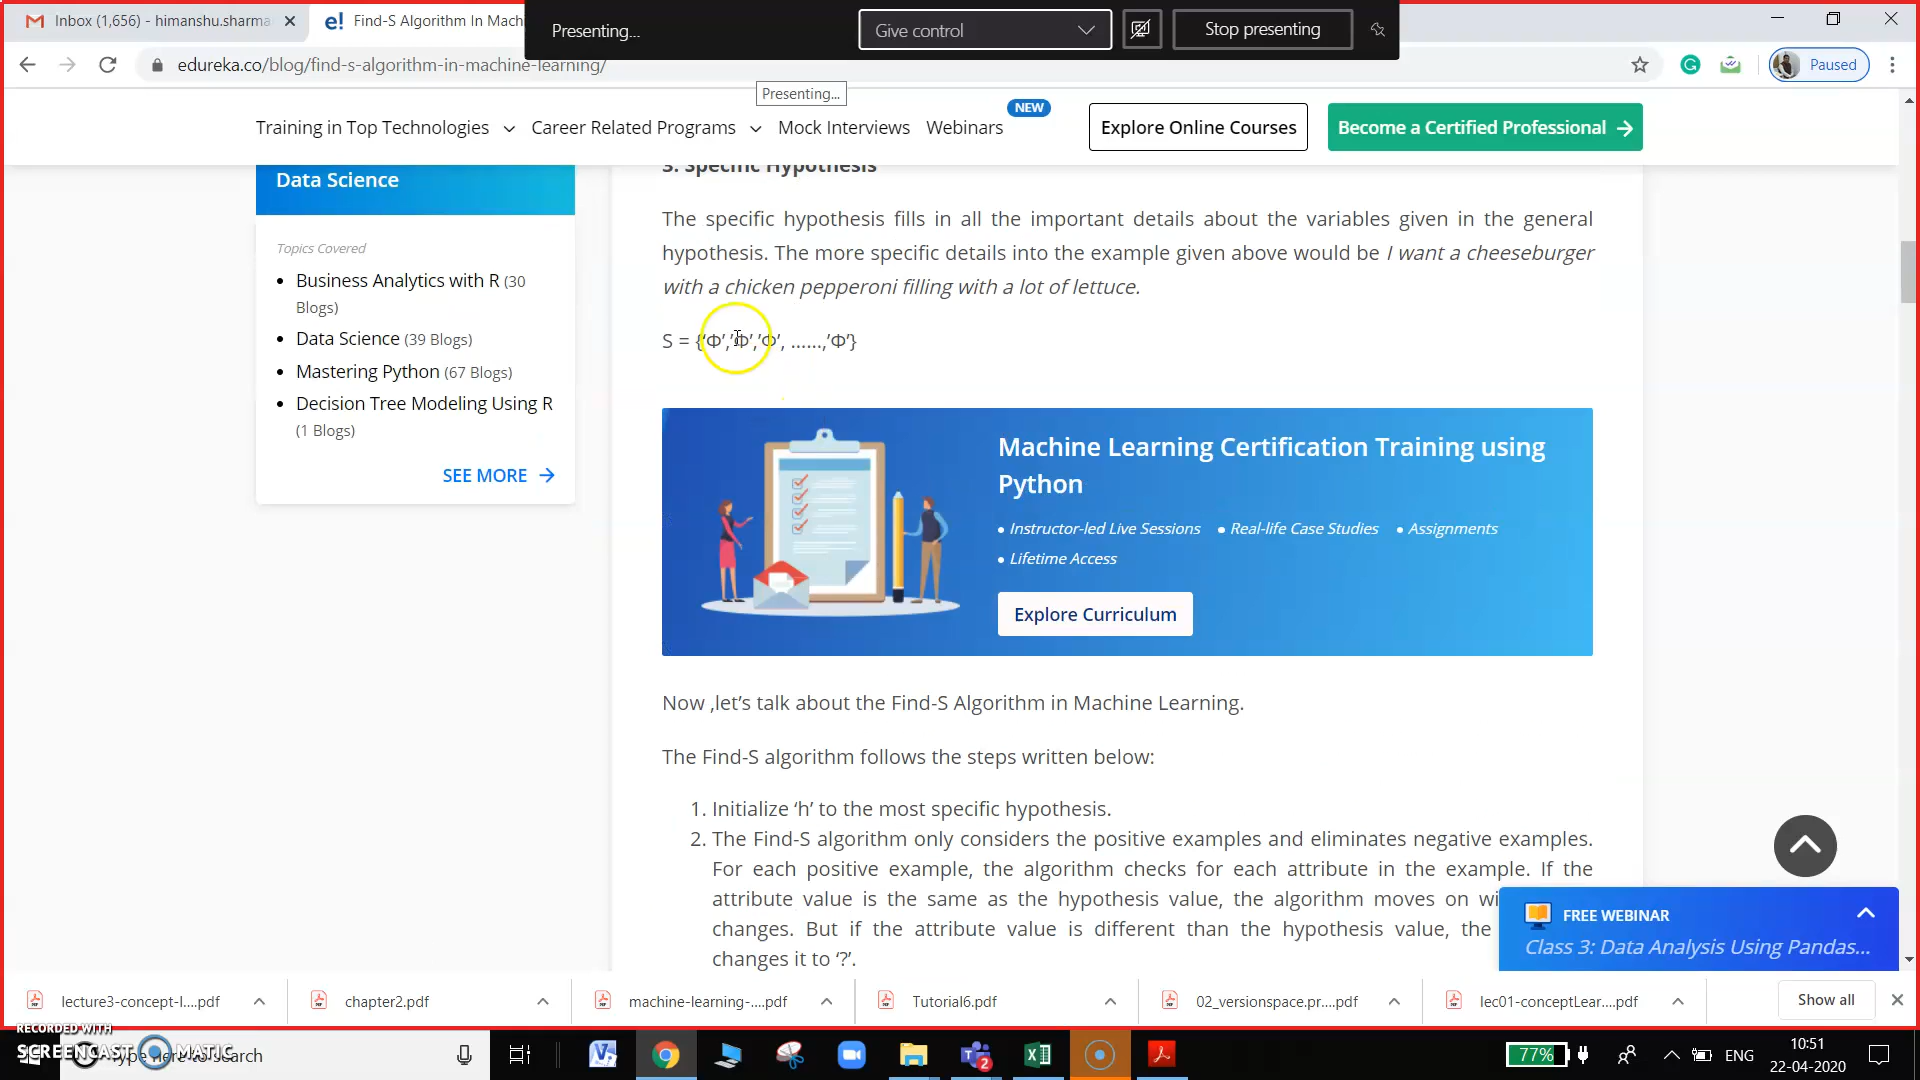 Inbox (1,656) - himanshu.sharma
Find-S Algorithm In Mach
Presenting...
Give control
Stop presenting
edureka.co/blog/find-s-algorithm-in-machine-learning/
Paused
Presenting...
Training in Top Technologies
Career Related Programs
Mock Interviews
Webinars
NEW
Explore Online Courses
Become a Certified Professional
Data Science
Topics Covered
Business Analytics with R (30
Blogs)
Data Science (39 Blogs)
Mastering Python (67 Blogs)
Decision Tree Modeling Using R
(1 Blogs)
SEE MORE
3. Specific Hypothesis
The specific hypothesis fills in all the important details about the variables given in the general
hypothesis. The more specific details into the example given above would be I want a cheeseburger
with a chicken pepperoni filling with a lot of lettuce.
S = {‘Φ’,’Φ’,’Φ’, ……,’Φ’}
Machine Learning Certification Training using
Python
Instructor-led Live Sessions
Real-life Case Studies
Assignments
Lifetime Access
Explore Curriculum
Now ,let’s talk about the Find-S Algorithm in Machine Learning.
The Find-S algorithm follows the steps written below:
1. Initialize ‘h’ to the most specific hypothesis.
2. The Find-S algorithm only considers the positive examples and eliminates negative examples.
For each positive example, the algorithm checks for each attribute in the example. If the
attribute value is the same as the hypothesis value, the algorithm moves on wi
changes. But if the attribute value is different than the hypothesis value, the
changes it to ‘?’.
FREE WEBINAR
Class 3: Data Analysis Using Pandas...
lecture3-concept-l....pdf
chapter2.pdf
machine-learning-....pdf
Tutorial6.pdf
02_versionspace.pr....pdf
lec01-conceptLear....pdf
Show all
RECORDED WITH
SCREENCAST MATIC
Type here to search
77%
ENG
10:51
22-04-2020
2